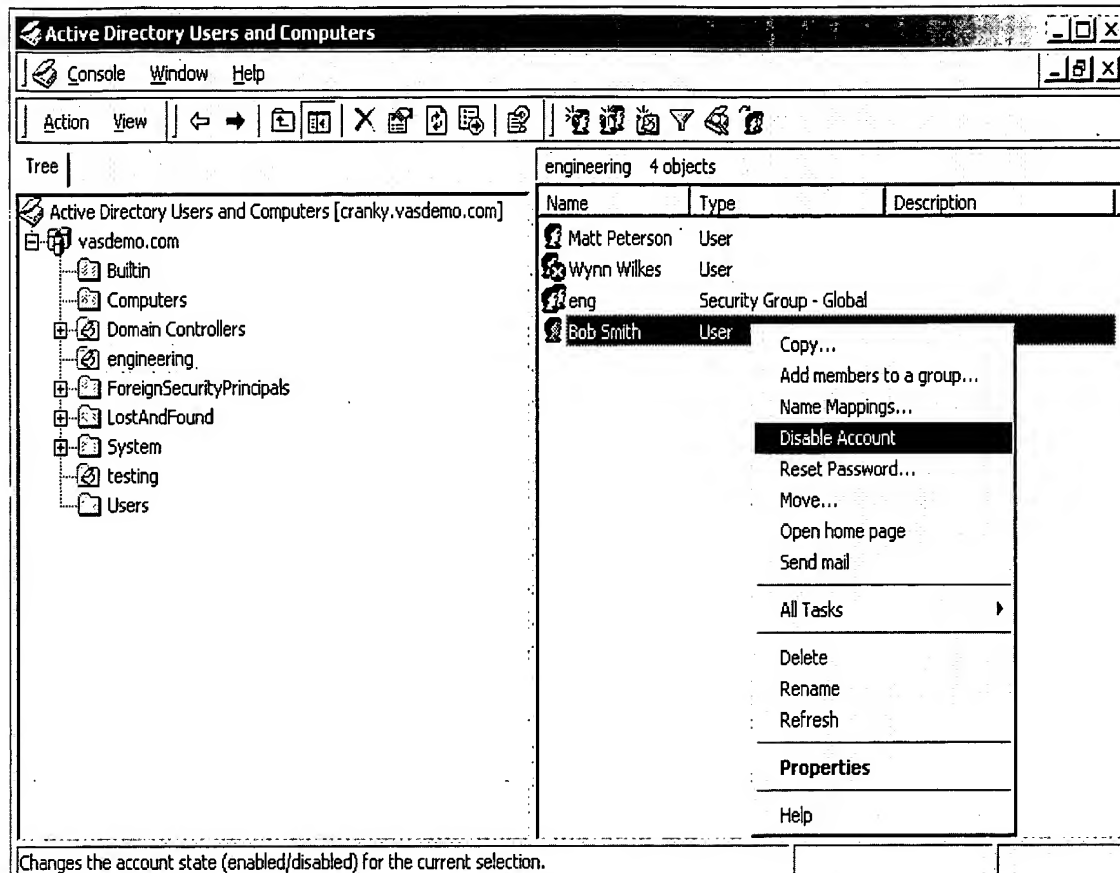 Active Directory Users and Computers
Console Window Help
Action View
Tree
engineering 4 objects
Active Directory Users and Computers [cranky.vasdemo.com]
vasdemo.com
Builtin
Computers
Domain Controllers
engineering
ForeignSecurityPrincipals
LostAndFound
System
testing
Users
Name Type Description
Matt Peterson User
Wynn Wilkes User
eng Security Group - Global
Bob Smith User
Copy...
Add members to a group...
Name Mappings...
Disable Account
Reset Password...
Move...
Open home page
Send mail
All Tasks
Delete
Rename
Refresh
Properties
Help
Changes the account state (enabled/disabled) for the current selection.